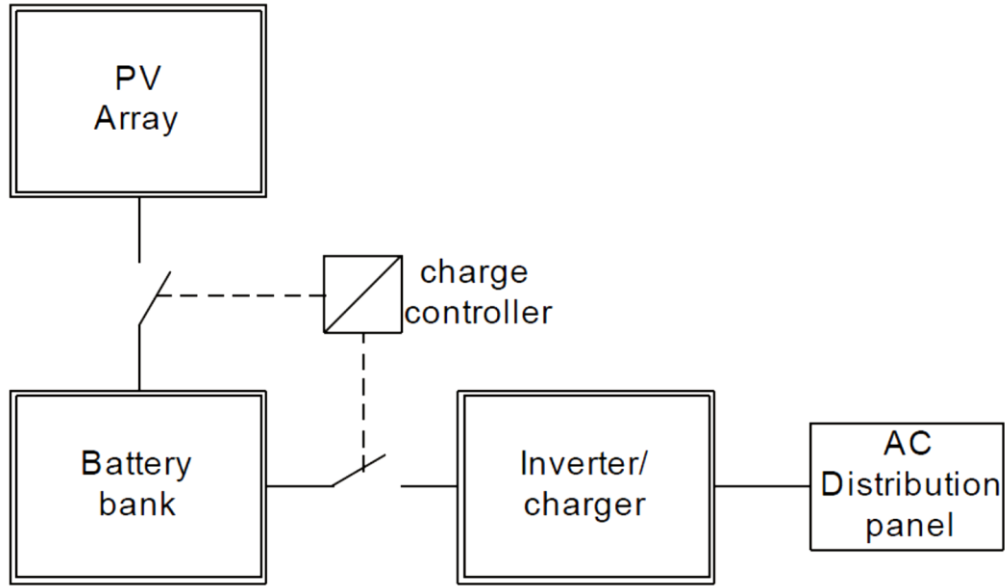 PV
Array
charge
controller
Battery
bank
Inverter/
charger
AC
Distribution
panel